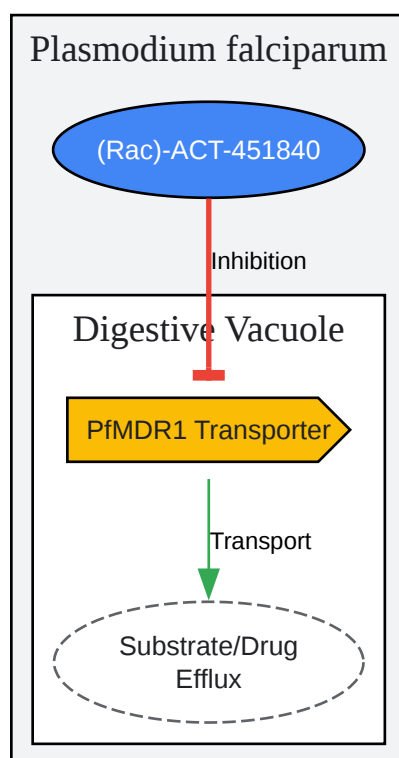 Plasmodium falciparum
(Rac)-ACT-451840
Inhibition
Digestive Vacuole
PfMDR1 Transporter
Transport
Substrate/Drug
Efflux